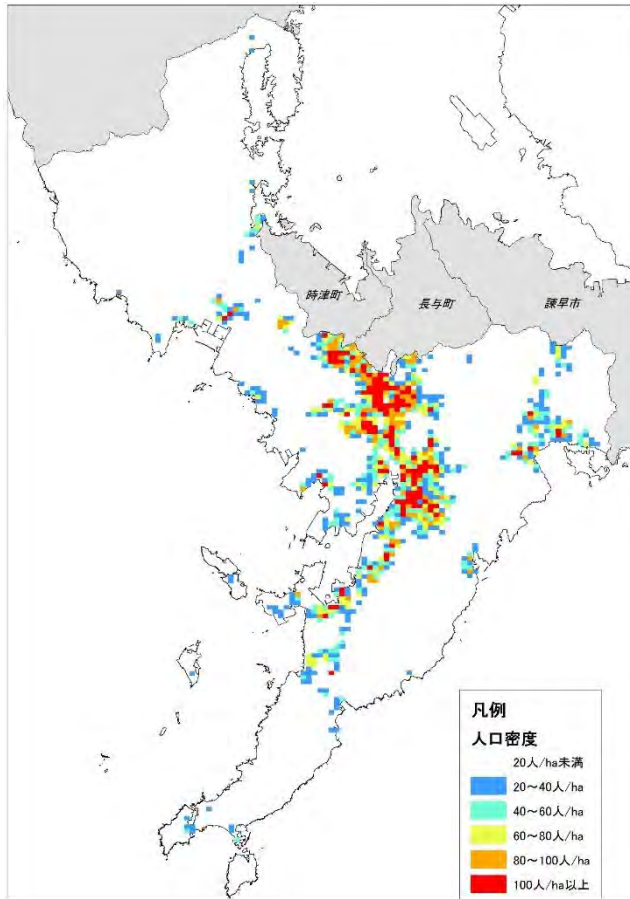 時津町
長与町
諫早市
凡例
人口密度
20人/ha未満
20～40人/ha
40～60人/ha
60～80人/ha
80～100人/ha
100人/ha以上